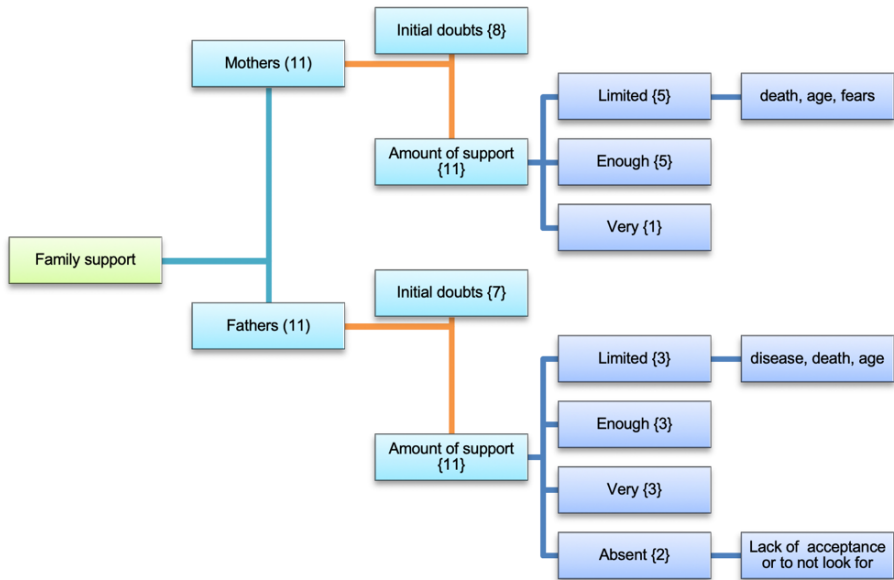 Initial doubts {8}
Mothers (11)
Limited {5}
death, age, fears
Amount of support
{11}
Enough {5}
Very {1}
Family support
Initial doubts {7}
Fathers (11)
Limited {3}
disease, death, age
Enough {3}
Amount of support
{11}
Very {3}
Absent {2}
Lack of acceptance
or to not look for